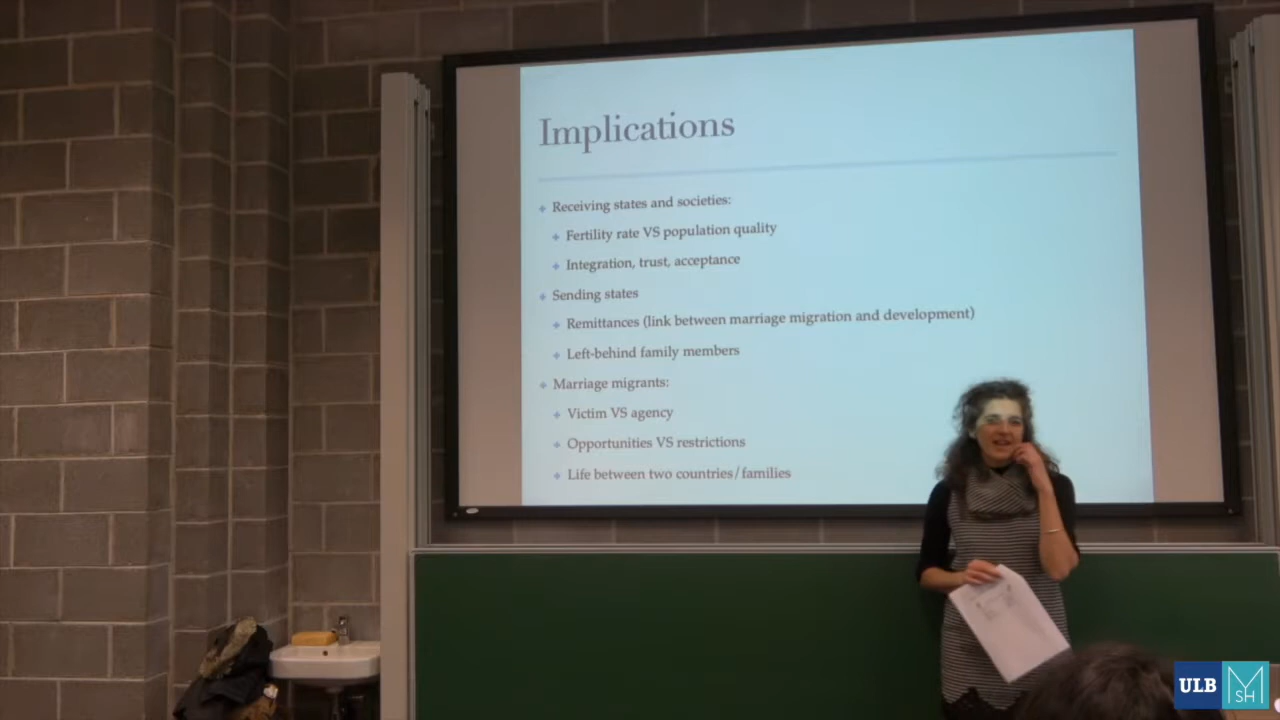 Implications
Receiving states and societies:
Fertility rate VS population quality
Integration, trust, acceptance
Sending states
Remittances (link between marriage migration and development)
Left-behind family members
Marriage migrants:
Victim VS agency
Opportunities VS restrictions
Life between two countries/families
ULB
MSH